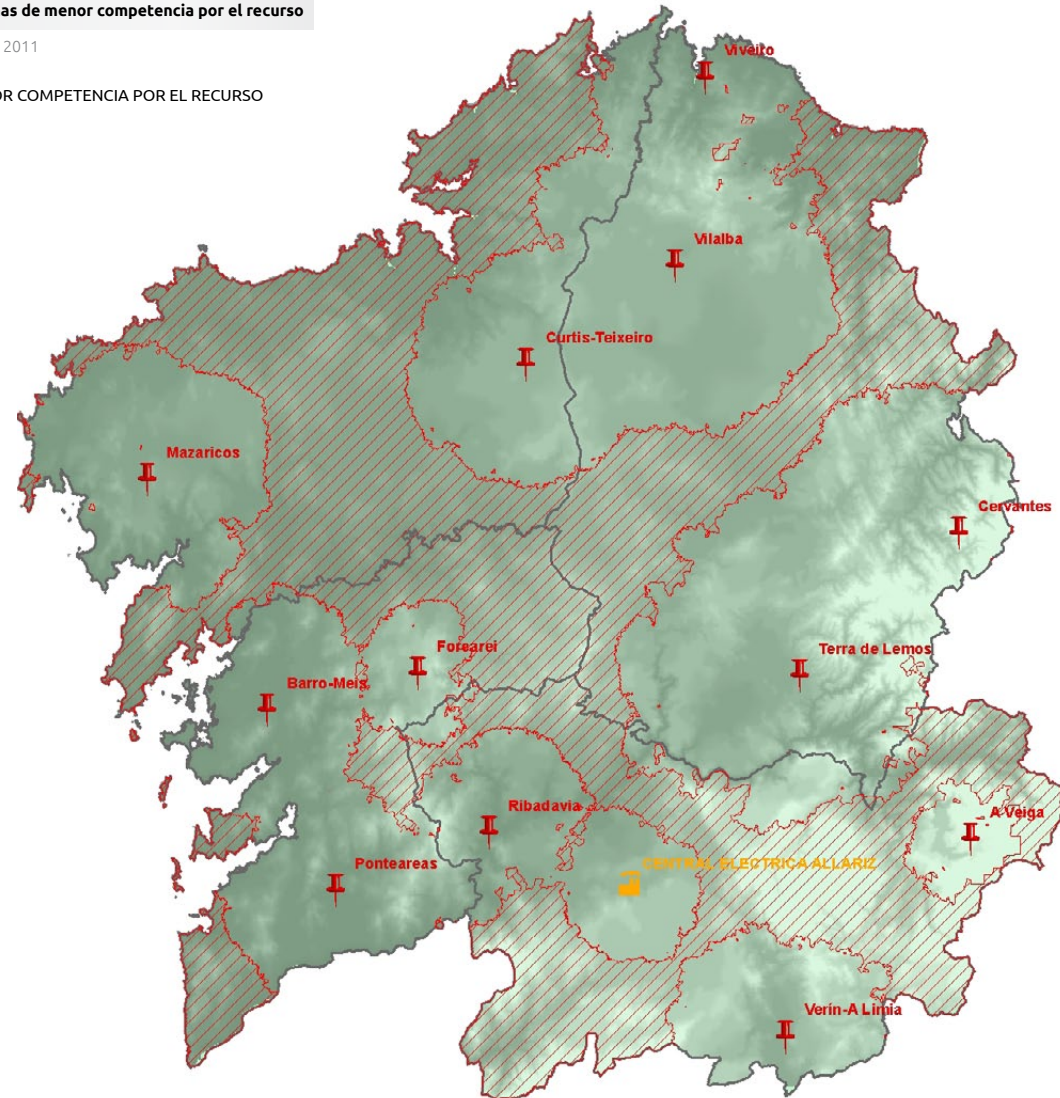 as de menor competencia por el recurso
2011
OR COMPETENCIA POR EL RECURSO
Viveiro
Vilalba
Curtis-Teixeiro
Mazaricos
Cervantes
Forcarei
Terra de Lemos
Barro-Meis
Ribadavia
A Veiga
Ponteareas
CENTRAL ELECTRICA ALLARIZ
Verín-A Limia